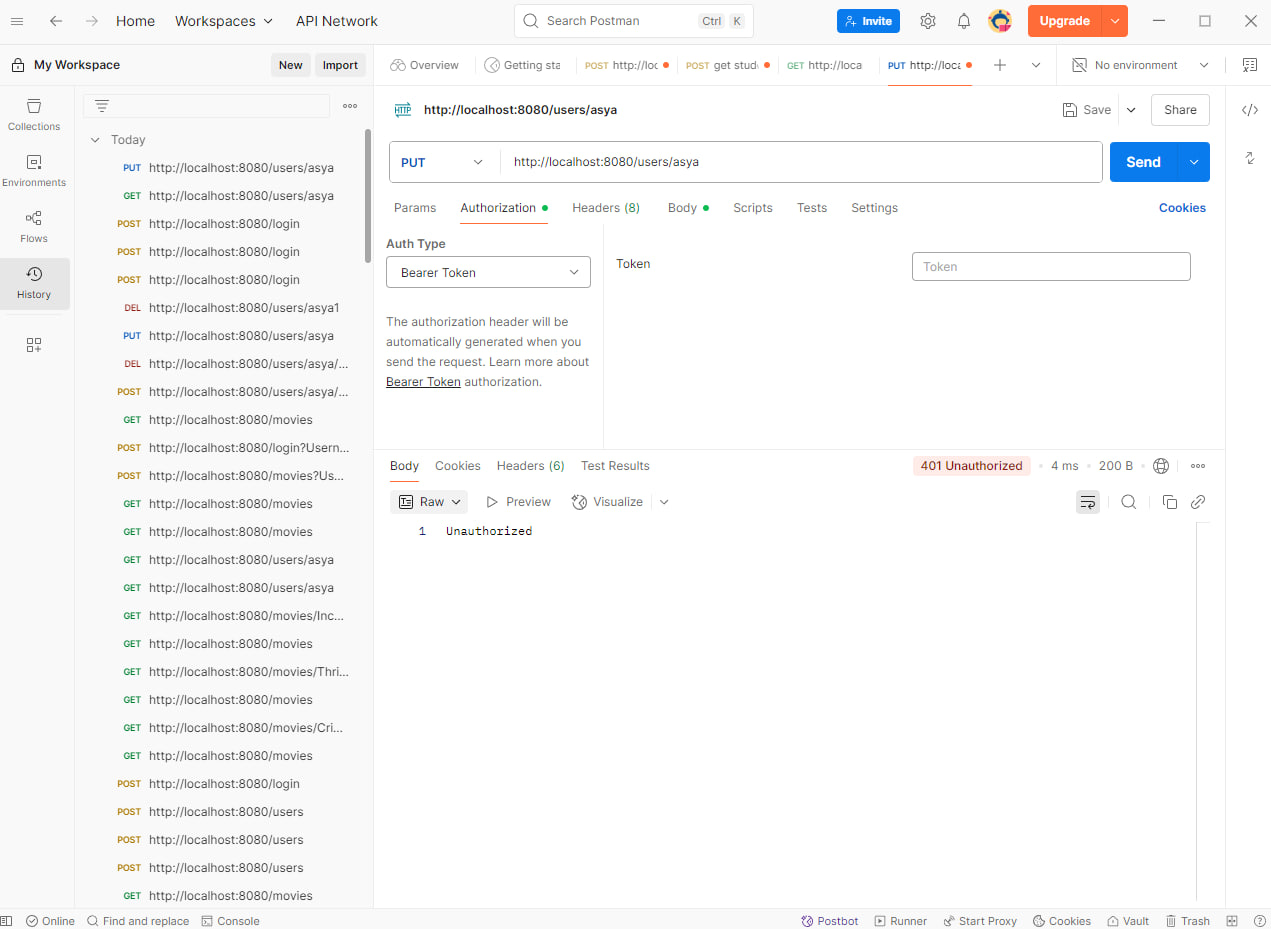 Home Workspaces API Network Search Postman Ctrl K Invite Upgrade
My Workspace New Import Overview Getting sta POST http://loc POST get stud GET http://loca PUT http://loca No environment
Collections
Environments
Flows
History
Today
PUT http://localhost:8080/users/asya
GET http://localhost:8080/users/asya
POST http://localhost:8080/login
POST http://localhost:8080/login
POST http://localhost:8080/login
DEL http://localhost:8080/users/asya1
PUT http://localhost:8080/users/asya
DEL http://localhost:8080/users/asya/...
POST http://localhost:8080/users/asya/...
GET http://localhost:8080/movies
POST http://localhost:8080/login?Usern...
POST http://localhost:8080/movies?Us...
GET http://localhost:8080/movies
GET http://localhost:8080/movies
GET http://localhost:8080/users/asya
GET http://localhost:8080/users/asya
GET http://localhost:8080/movies/Inc...
GET http://localhost:8080/movies
GET http://localhost:8080/movies/Thri...
GET http://localhost:8080/movies
GET http://localhost:8080/movies/Cri...
GET http://localhost:8080/movies
POST http://localhost:8080/login
POST http://localhost:8080/users
POST http://localhost:8080/users
POST http://localhost:8080/users
GET http://localhost:8080/movies
HTTP http://localhost:8080/users/asya Save Share
PUT http://localhost:8080/users/asya Send
Params Authorization Headers (8) Body Scripts Tests Settings Cookies
Auth Type
Bearer Token
The authorization header will be
automatically generated when you
send the request. Learn more about
Bearer Token authorization.
Token Token
Body Cookies Headers (6) Test Results 401 Unauthorized 4 ms 200 B
Raw Preview Visualize
1 Unauthorized
Online Find and replace Console Postbot Runner Start Proxy Cookies Vault Trash